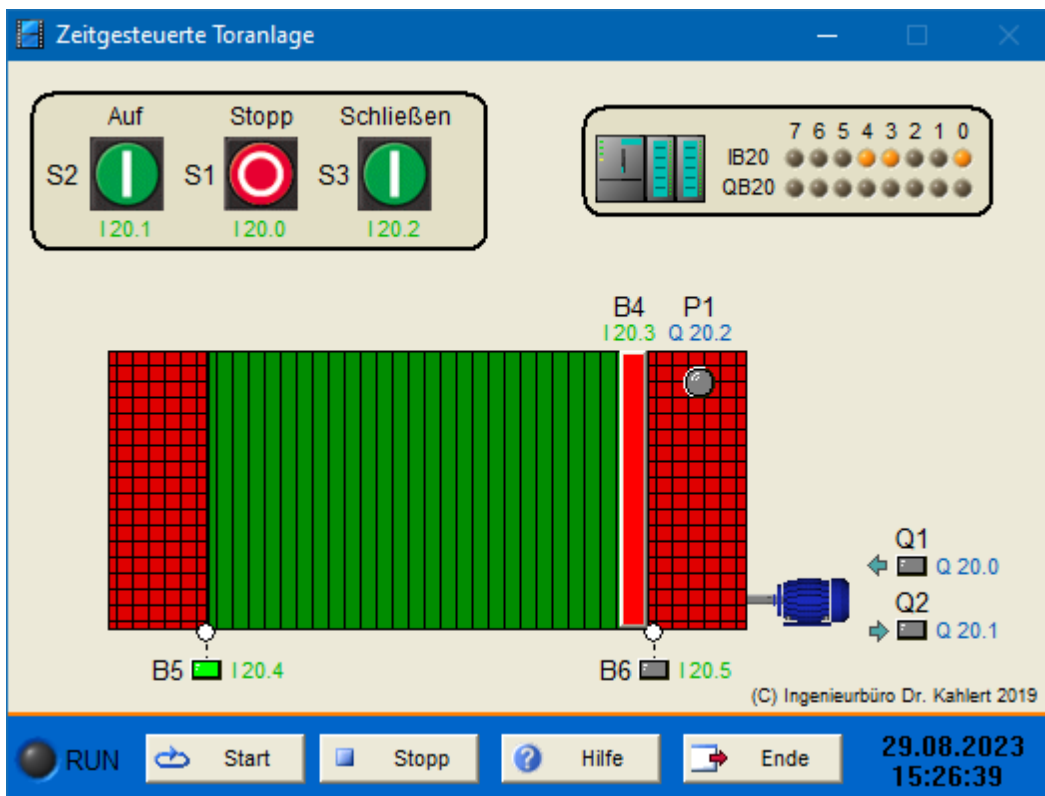 Zeitgesteuerte Toranlage
Auf Stopp Schließen
S2 S1 S3
I 20.1 I 20.0 I 20.2
7 6 5 4 3 2 1 0
IB20
QB20
B4 P1
I 20.3 Q 20.2
Q1
Q 20.0
Q2
Q 20.1
B5 I 20.4 B6 I 20.5
(C) Ingenieurbüro Dr. Kahlert 2019
RUN Start Stopp Hilfe Ende
29.08.2023
15:26:39